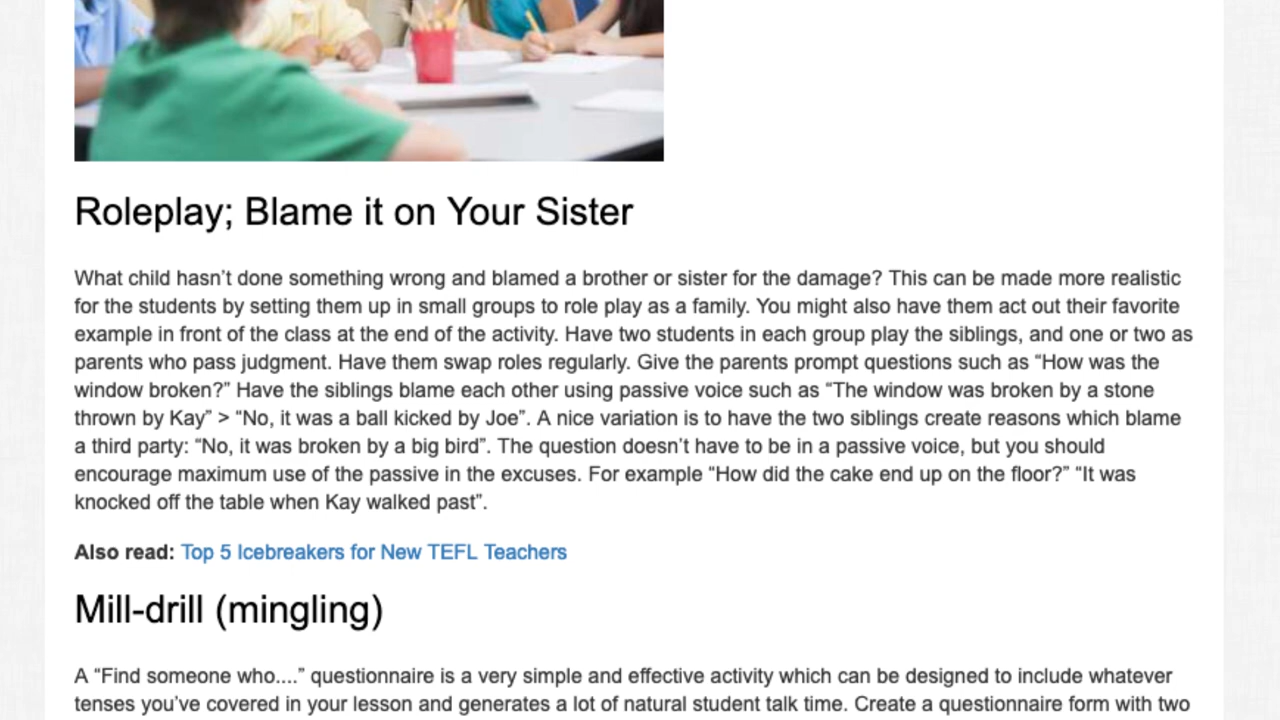 Roleplay; Blame it on Your Sister
What child hasn’t done something wrong and blamed a brother or sister for the damage? This can be made more realistic
for the students by setting them up in small groups to role play as a family. You might also have them act out their favorite
example in front of the class at the end of the activity. Have two students in each group play the siblings, and one or two as
parents who pass judgment. Have them swap roles regularly. Give the parents prompt questions such as “How was the
window broken?” Have the siblings blame each other using passive voice such as “The window was broken by a stone
thrown by Kay” > “No, it was a ball kicked by Joe”. A nice variation is to have the two siblings create reasons which blame
a third party: “No, it was broken by a big bird”. The question doesn’t have to be in a passive voice, but you should
encourage maximum use of the passive in the excuses. For example “How did the cake end up on the floor?” “It was
knocked off the table when Kay walked past”.
Also read: Top 5 Icebreakers for New TEFL Teachers
Mill-drill (mingling)
A “Find someone who....” questionnaire is a very simple and effective activity which can be designed to include whatever
tenses you’ve covered in your lesson and generates a lot of natural student talk time. Create a questionnaire form with two